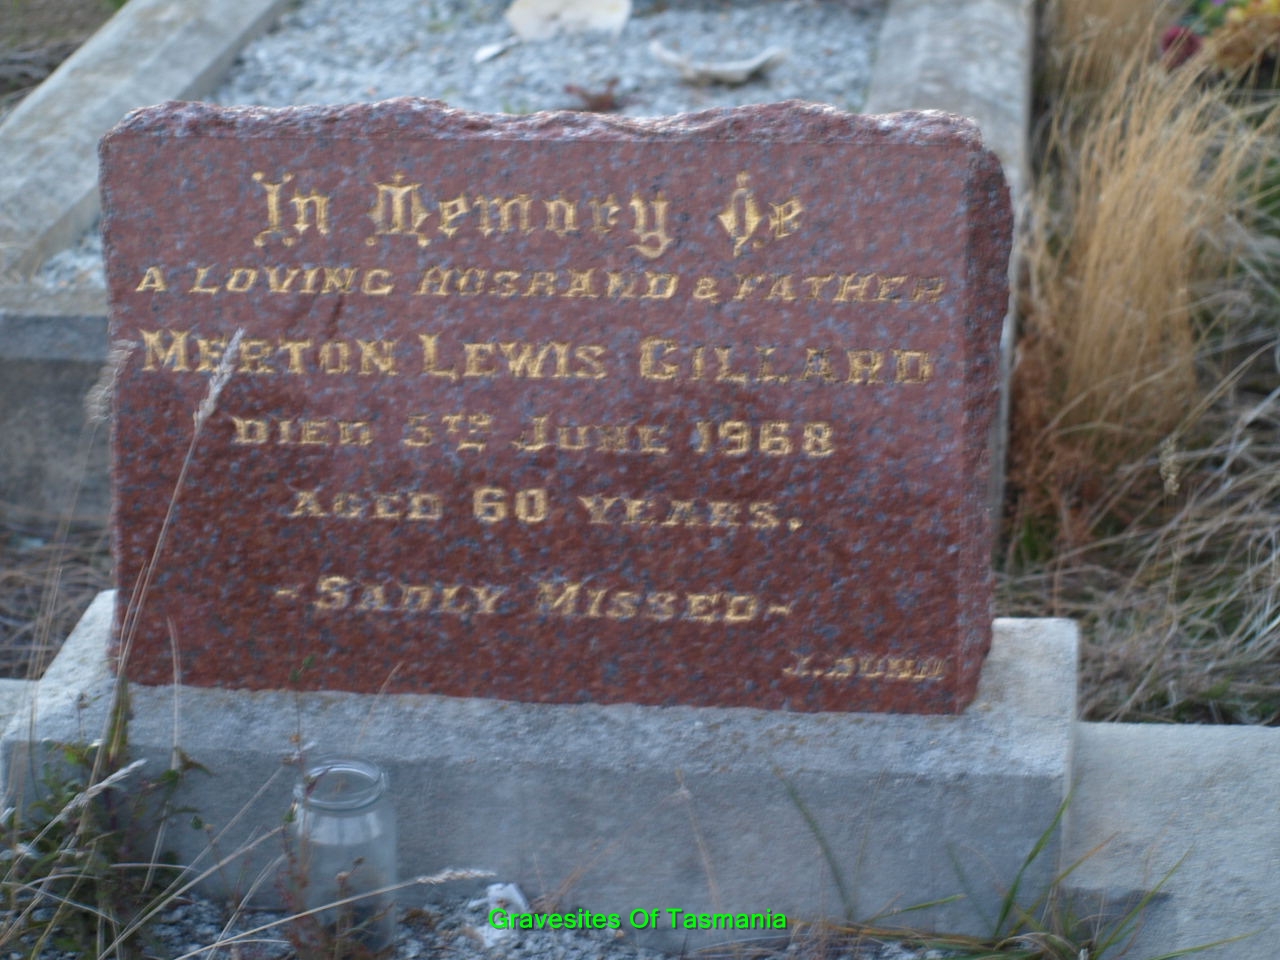 In Memory Of
A LOVING HUSBAND & FATHER
MERTON LEWIS GILLARD
DIED 5TH JUNE 1968
AGED 60 YEARS.
~SADLY MISSED~
J.DUNN
Gravesites Of Tasmania